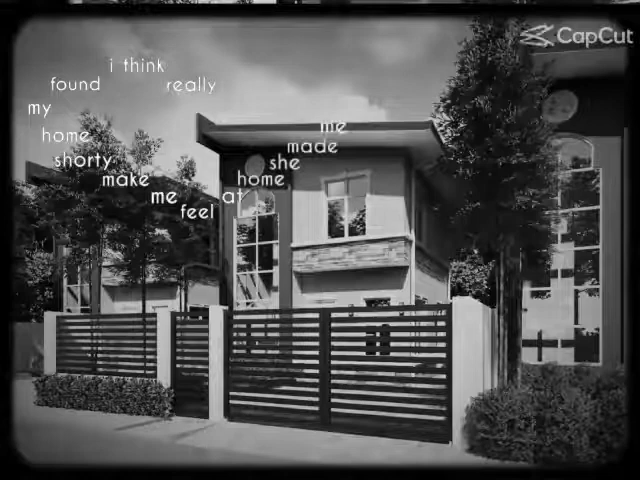 CapCut
i think
found really
my
home
shorty
make
me
feel
at
home
she
made
me